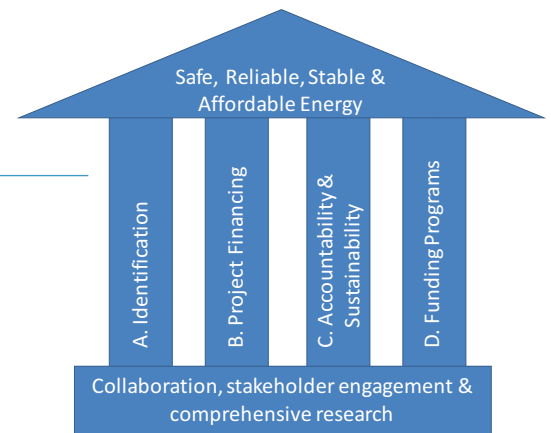 Safe, Reliable, Stable &
Affordable Energy
A. Identification
B. Project Financing
C. Accountability &
Sustainability
D. Funding Programs
Collaboration, stakeholder engagement &
comprehensive research